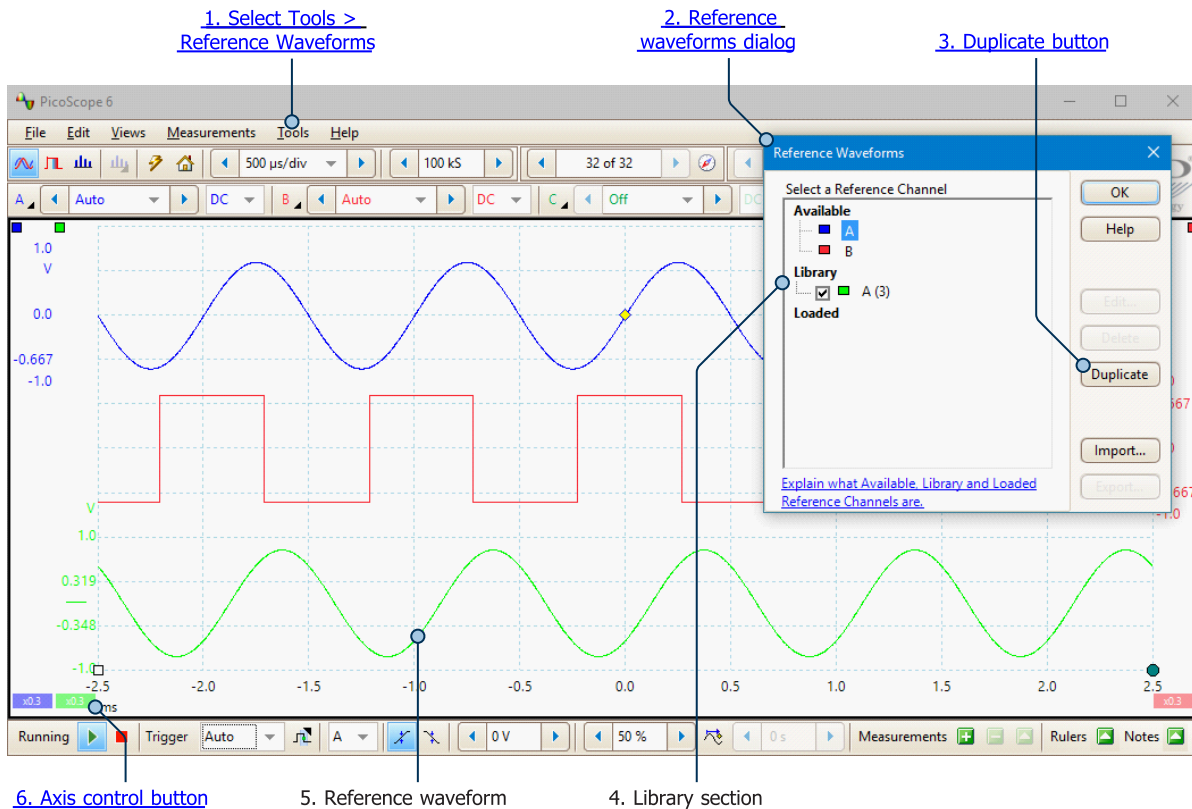 1. Select Tools >
Reference Waveforms
2. Reference
waveforms dialog
3. Duplicate button
PicoScope 6
File Edit Views Measurements Tools Help
500 µs/div 100 kS 32 of 32
A Auto DC B Auto DC C Off DC
Reference Waveforms
Select a Reference Channel
Available
A
B
Library
A (3)
Loaded
OK
Help
Edit...
Delete
Duplicate
Import...
Export...
Explain what Available, Library and Loaded
Reference Channels are.
1.0
V
0.0
-0.667
-1.0
V
1.0
0.319
-0.348
-1.0
667
-1.0
-2.5 -2.0 -1.5 -1.0 -0.5 0.0 0.5 1.0 1.5 2.0 2.5
x0.3 x0.3 ms x0.3
Running Trigger Auto A 0 V 50 % 0 s Measurements Rulers Notes
6. Axis control button
5. Reference waveform
4. Library section